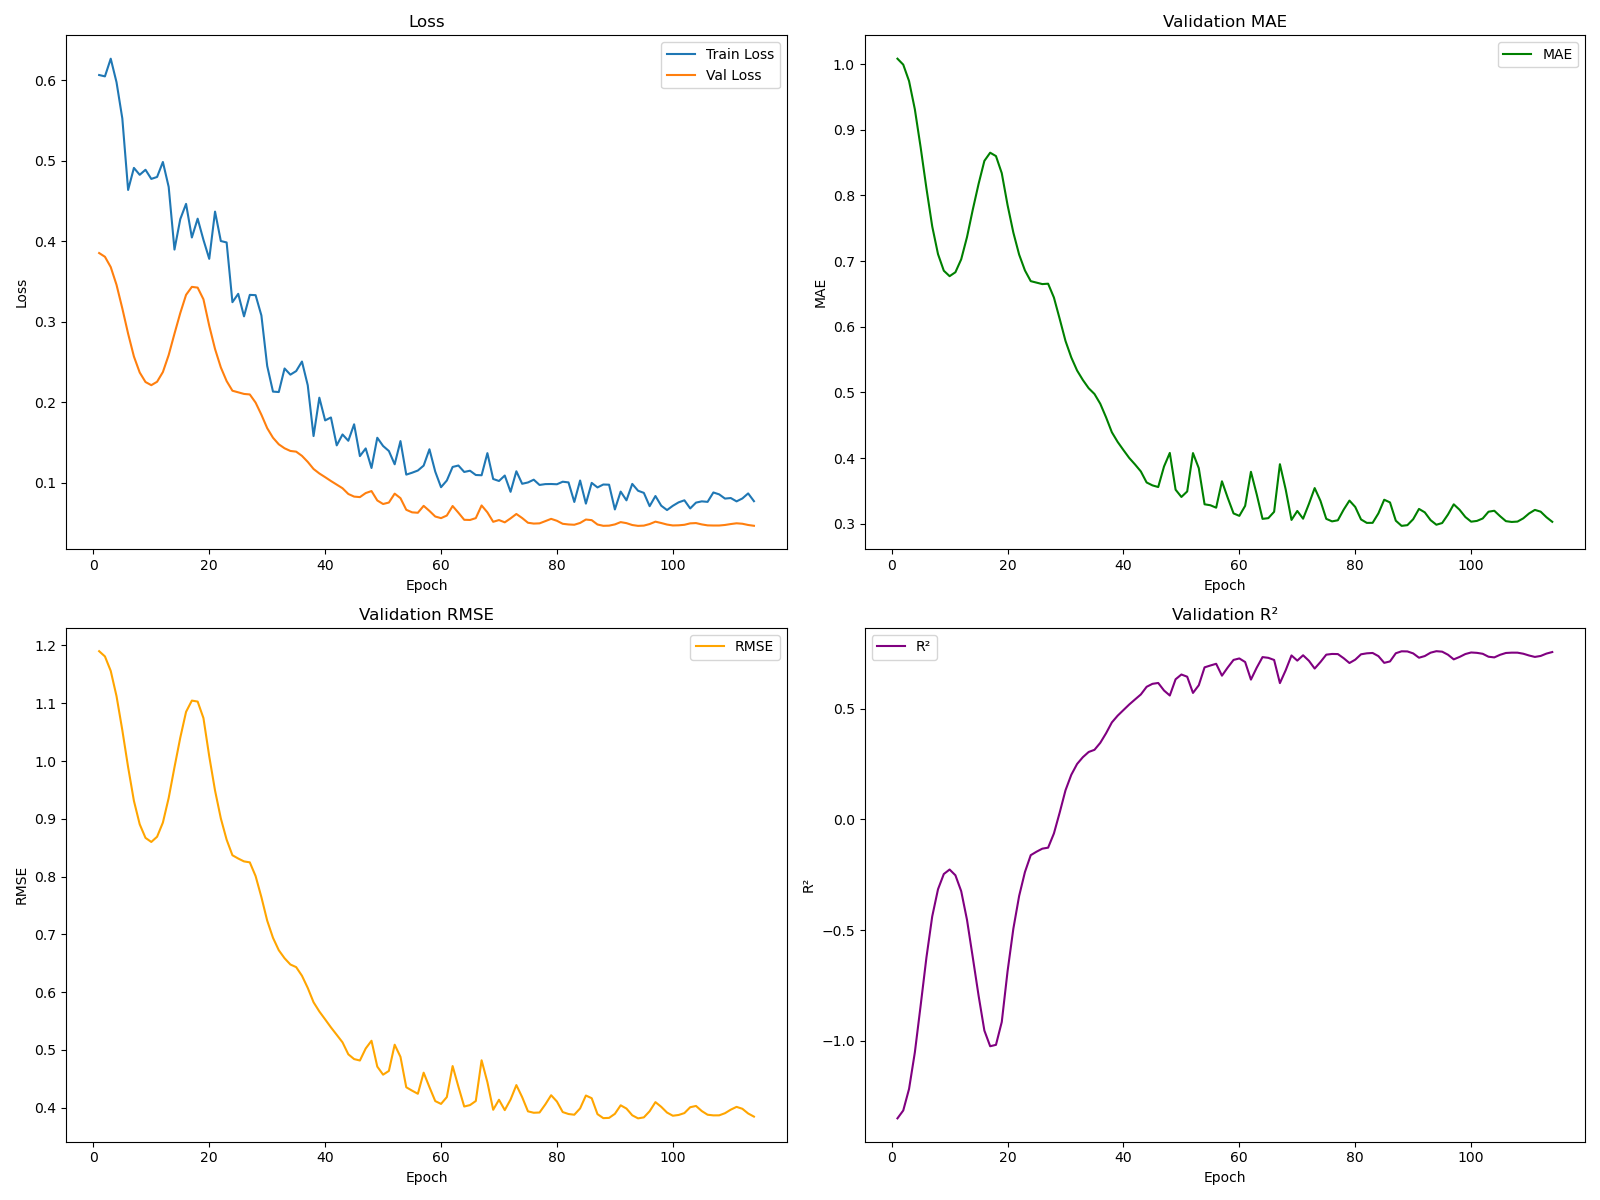 Loss
Train Loss
Val Loss
0.6
0.5
0.4
0.3
0.2
0.1
Loss
0 20 40 60 80 100
Epoch
Validation MAE
MAE
1.0
0.9
0.8
0.7
0.6
0.5
0.4
0.3
MAE
0 20 40 60 80 100
Epoch
Validation RMSE
RMSE
1.2
1.1
1.0
0.9
0.8
0.7
0.6
0.5
0.4
RMSE
0 20 40 60 80 100
Epoch
Validation R²
R²
0.5
0.0
−0.5
−1.0
R²
0 20 40 60 80 100
Epoch